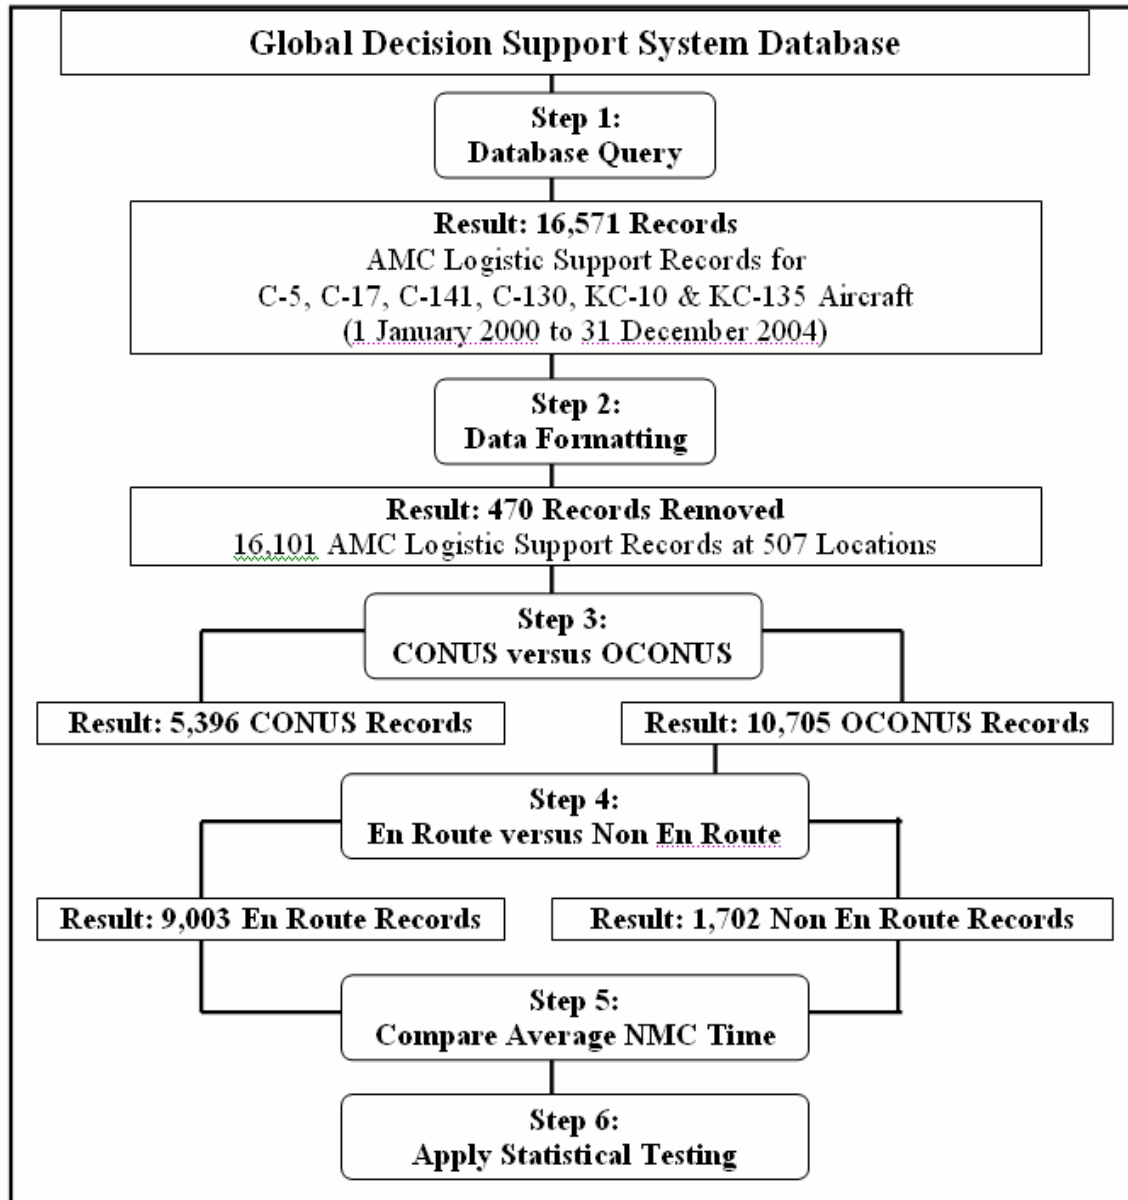 Global Decision Support System Database
Step 1:
Database Query
Result: 16,571 Records
AMC Logistic Support Records for
C-5, C-17, C-141, C-130, KC-10 & KC-135 Aircraft
(1 January 2000 to 31 December 2004)
Step 2:
Data Formatting
Result: 470 Records Removed
16,101 AMC Logistic Support Records at 507 Locations
Step 3:
CONUS versus OCONUS
Result: 5,396 CONUS Records
Result: 10,705 OCONUS Records
Step 4:
En Route versus Non En Route
Result: 9,003 En Route Records
Result: 1,702 Non En Route Records
Step 5:
Compare Average NMC Time
Step 6:
Apply Statistical Testing